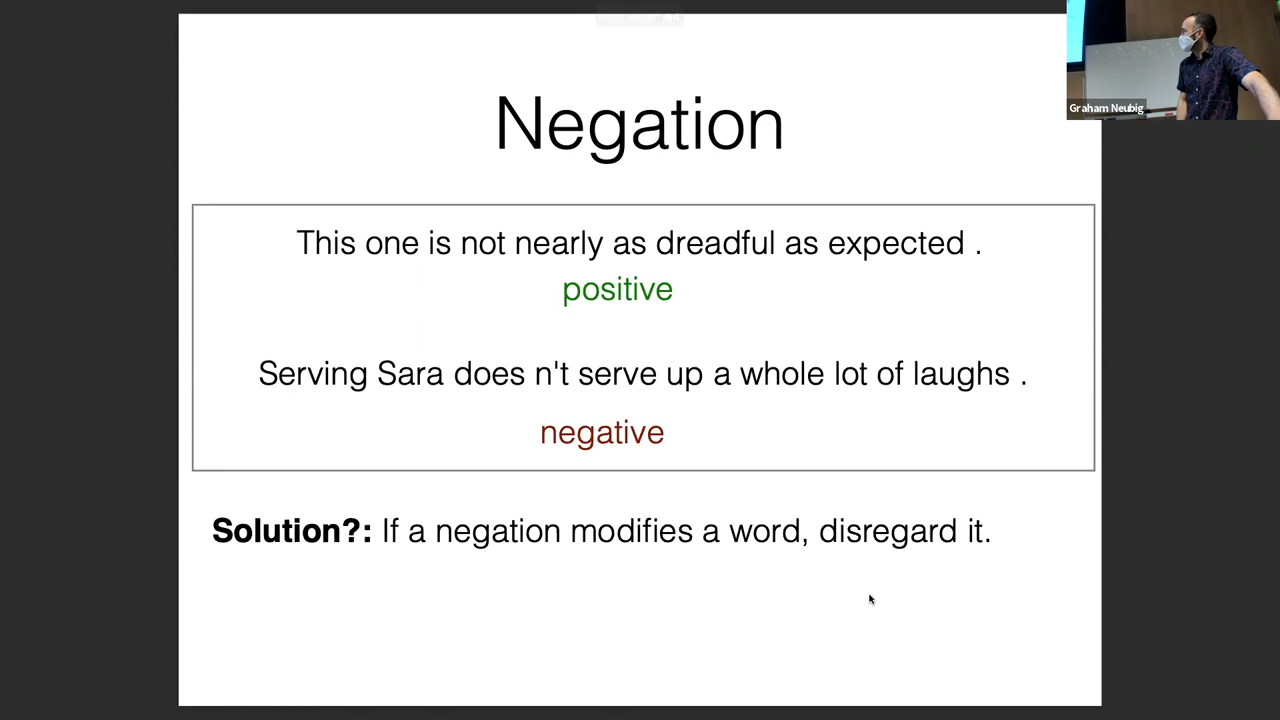 Negation
Graham Neubig
This one is not nearly as dreadful as expected .
positive
Serving Sara does n't serve up a whole lot of laughs .
negative
Solution?: If a negation modifies a word, disregard it.